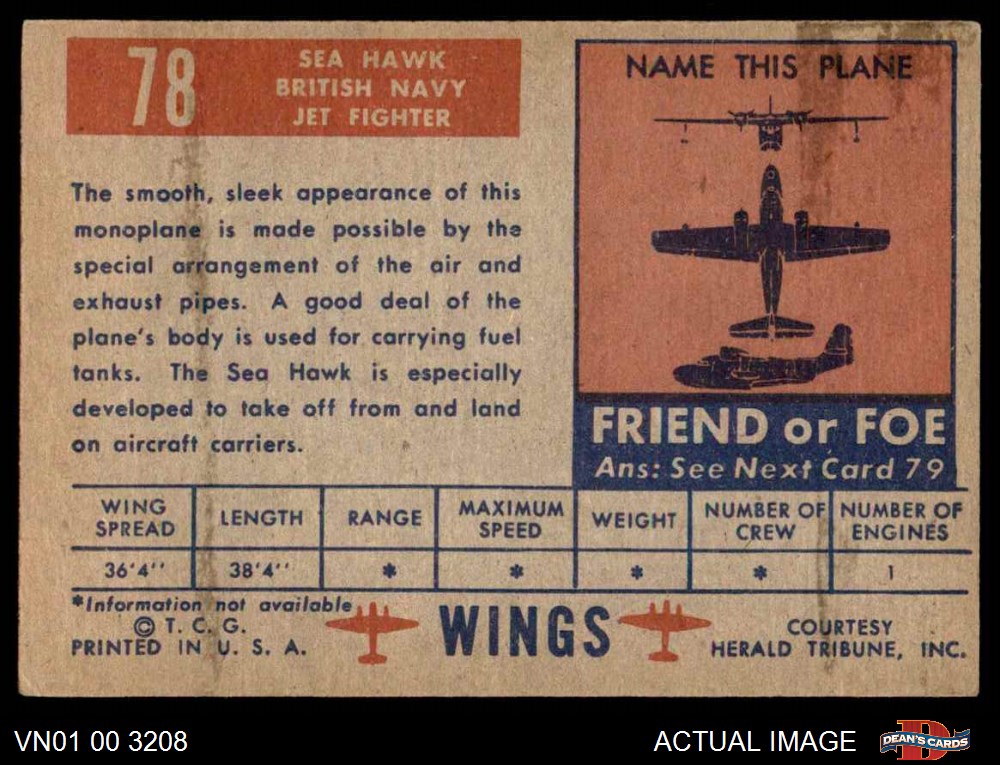 78
SEA HAWK
BRITISH NAVY
JET FIGHTER
The smooth, sleek appearance of this
monoplane is made possible by the
special arrangement of the air and
exhaust pipes. A good deal of the
plane's body is used for carrying fuel
tanks. The Sea Hawk is especially
developed to take off from and land
on aircraft carriers.
NAME THIS PLANE
FRIEND or FOE
Ans: See Next Card 79
WING SPREAD LENGTH RANGE MAXIMUM SPEED WEIGHT NUMBER OF CREW NUMBER OF ENGINES
36'4'' 38'4'' * * * * 1
*Information not available
© T. C. G.
PRINTED IN U. S. A.
WINGS
COURTESY
HERALD TRIBUNE, INC.
VN01 00 3208
ACTUAL IMAGE
D
DEAN'S CARDS